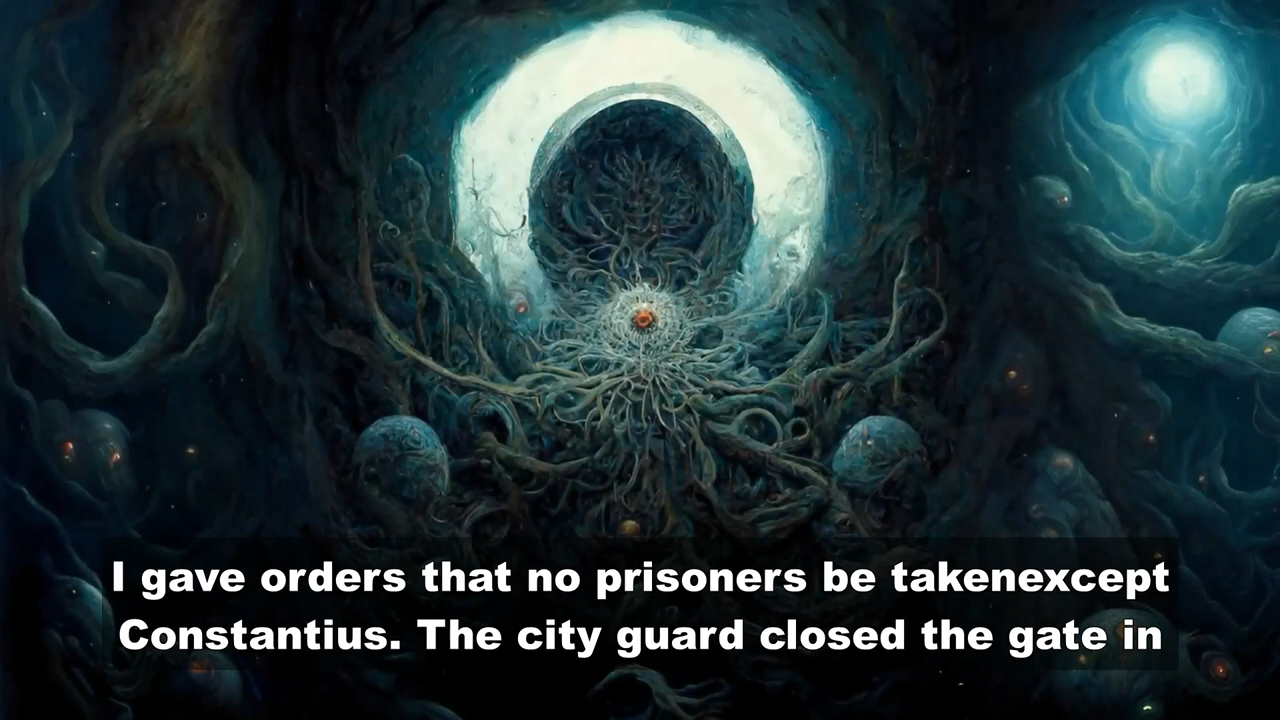 I gave orders that no prisoners be takenexcept
Constantius. The city guard closed the gate in